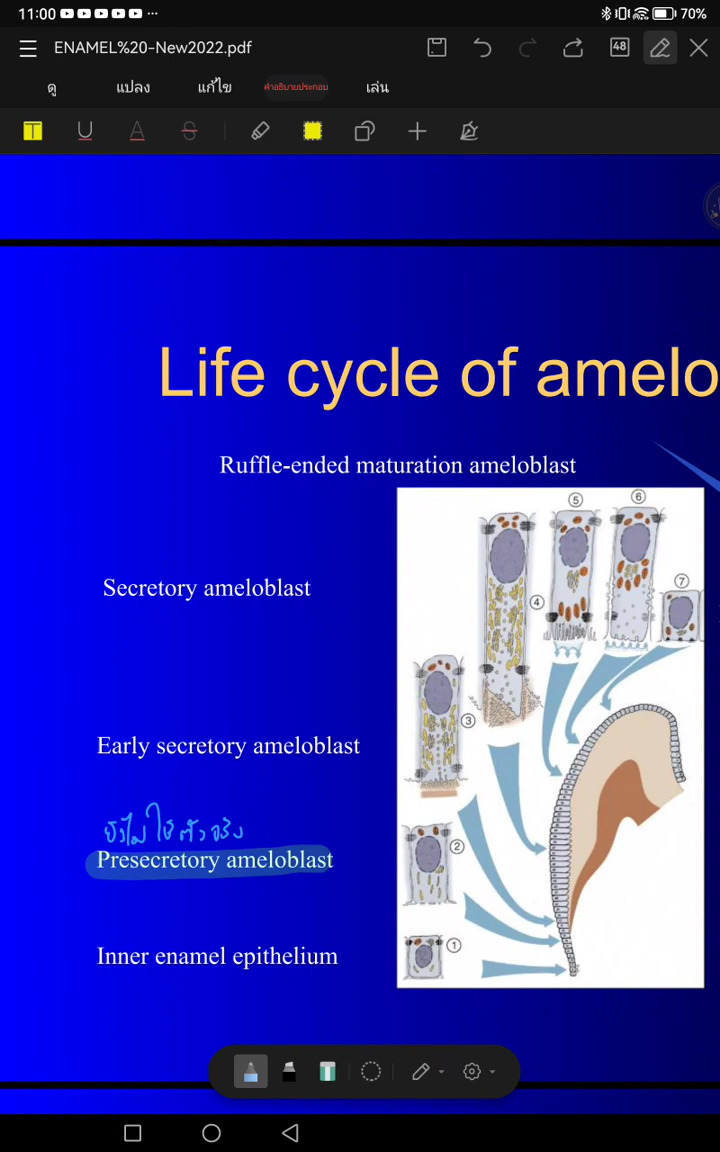 11:00 ... 70%
ENAMEL%20-New2022.pdf 48
ดู แปลง แก้ไข คำอธิบายประกอบ เล่น
T U A S
Life cycle of amelo
Ruffle-ended maturation ameloblast
5 6
7
Secretory ameloblast
4
3
Early secretory ameloblast
ยังไม่ใช่ตัวจริง
Presecretory ameloblast
2
1
Inner enamel epithelium